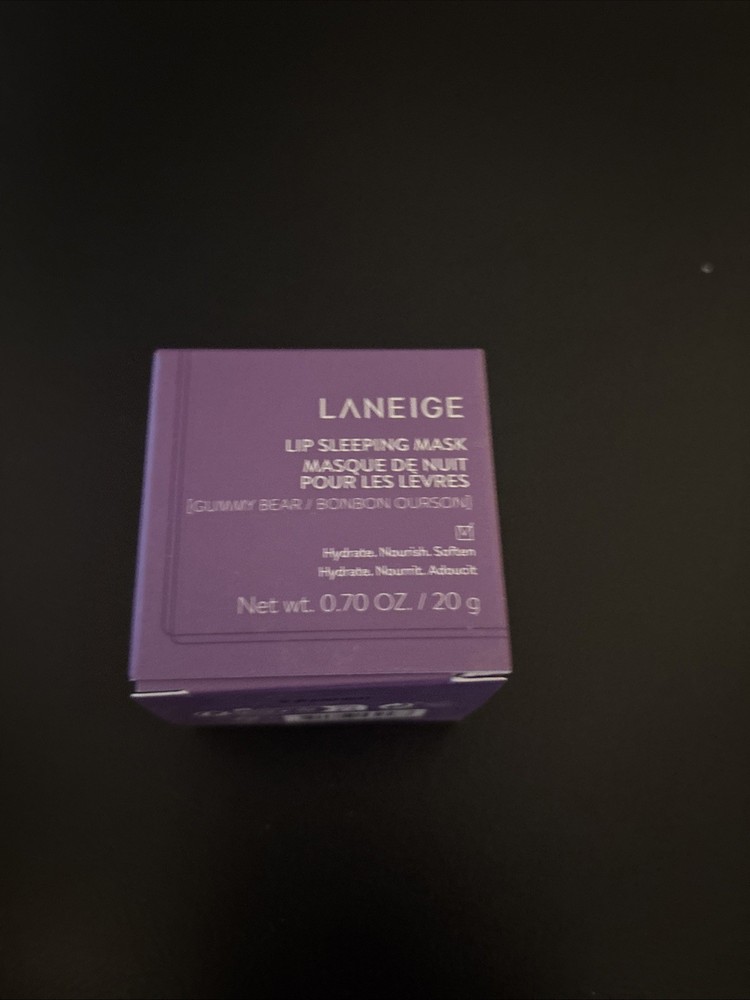 LANEIGE
LIP SLEEPING MASK
MASQUE DE NUIT
POUR LES LÈVRES
[GUMMY BEAR / BONBON OURSON]
Hydrate. Nourish. Soften
Hydrate. Nourrit. Adoucit
Net wt. 0.70 OZ. / 20 g